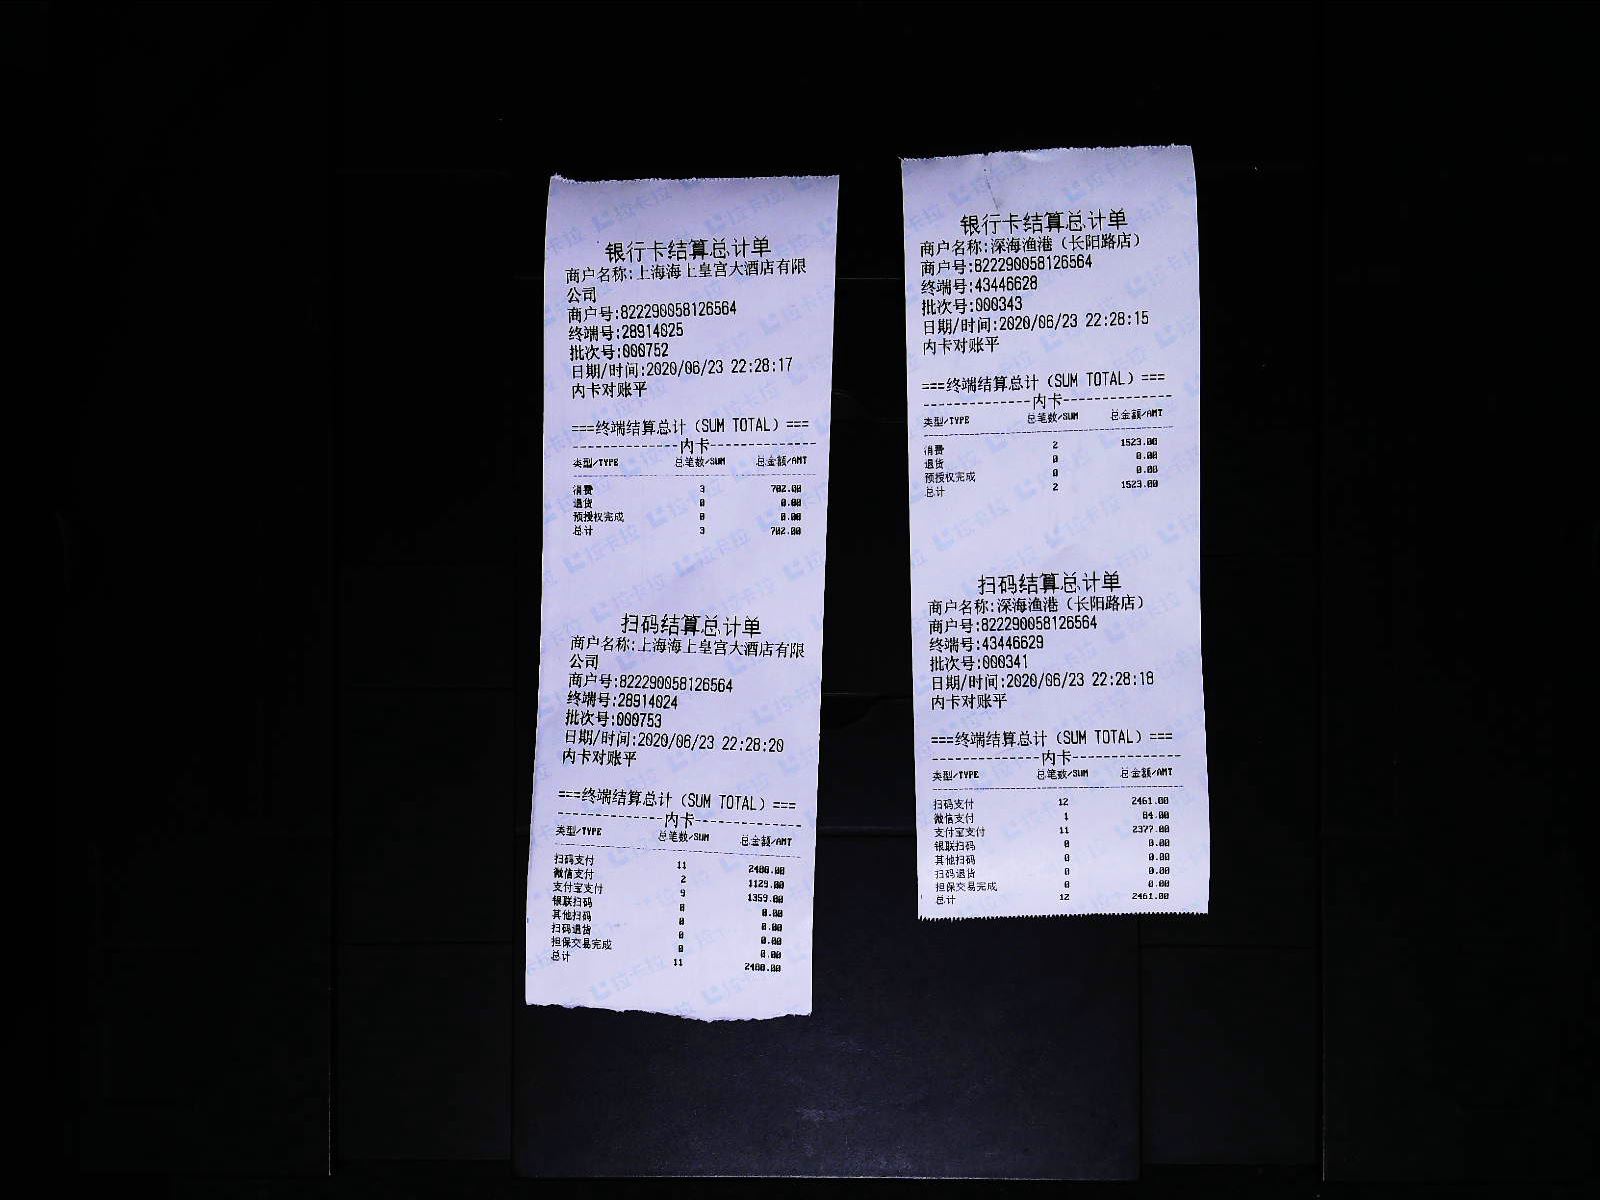 银行卡结算总计单
商户名称:上海海上皇宫大酒店有限
公司
商户号:822290058126564
终端号:28914025
批次号:000752
日期/时间:2020/06/23 22:28:17
内卡对账平
===终端结算总计（SUM TOTAL）===
--------------内卡--------------
类型/TYPE 总笔数/SUM 总金额/AMT
消费 3 702.00
退货 0 0.00
预授权完成 0 0.00
总计 3 702.00
扫码结算总计单
商户名称:上海海上皇宫大酒店有限
公司
商户号:822290058126564
终端号:28914024
批次号:000753
日期/时间:2020/06/23 22:28:20
内卡对账平
===终端结算总计（SUM TOTAL）===
--------------内卡--------------
类型/TYPE 总笔数/SUM 总金额/AMT
扫码支付 11 2488.00
微信支付 2 1129.00
支付宝支付 9 1359.00
银联扫码 0 0.00
其他扫码 0 0.00
扫码退货 0 0.00
担保交易完成 0 0.00
总计 11 2488.00
银行卡结算总计单
商户名称:深海渔港（长阳路店）
商户号:822290058126564
终端号:43446628
批次号:000343
日期/时间:2020/06/23 22:28:15
内卡对账平
===终端结算总计（SUM TOTAL）===
--------------内卡--------------
类型/TYPE 总笔数/SUM 总金额/AMT
消费 2 1523.00
退货 0 0.00
预授权完成 0 0.00
总计 2 1523.00
扫码结算总计单
商户名称:深海渔港（长阳路店）
商户号:822290058126564
终端号:43446629
批次号:000341
日期/时间:2020/06/23 22:28:18
内卡对账平
===终端结算总计（SUM TOTAL）===
--------------内卡--------------
类型/TYPE 总笔数/SUM 总金额/AMT
扫码支付 12 2461.00
微信支付 1 84.00
支付宝支付 11 2377.00
银联扫码 0 0.00
其他扫码 0 0.00
扫码退货 0 0.00
担保交易完成 0 0.00
总计 12 2461.00